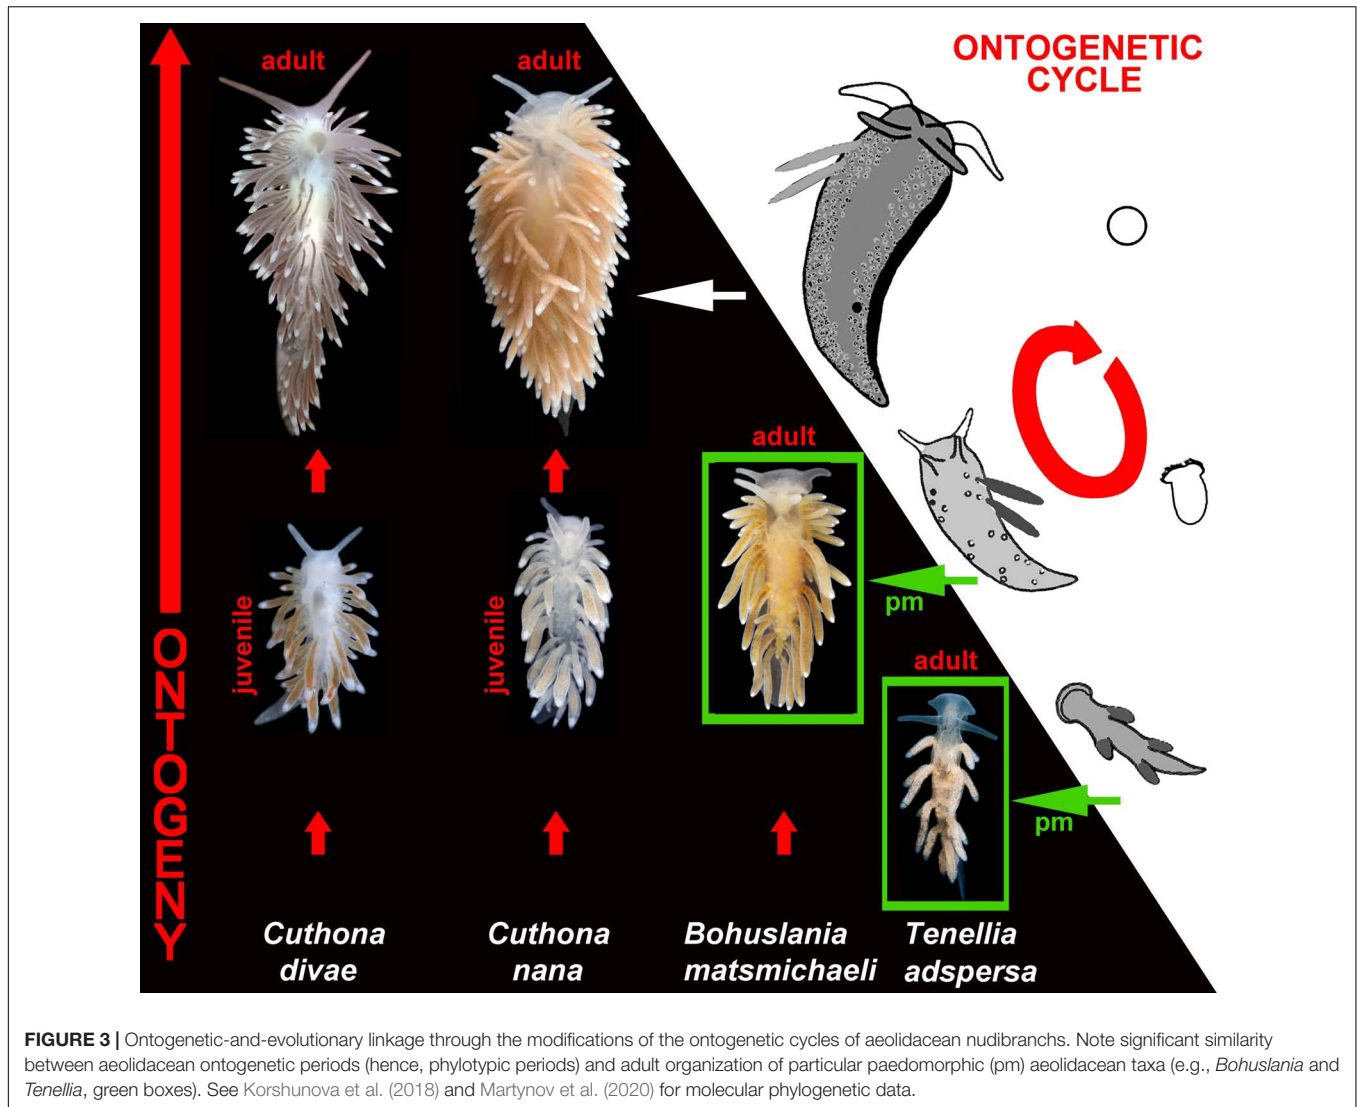 ONTOGENETIC
CYCLE
adult
adult
adult
juvenile
juvenile
pm
adult
pm
ONTOGENY
Cuthona
divae
Cuthona
nana
Bohuslania
matsmichaeli
Tenellia
adspersa
FIGURE 3 | Ontogenetic-and-evolutionary linkage through the modifications of the ontogenetic cycles of aeolidacean nudibranchs. Note significant similarity
between aeolidacean ontogenetic periods (hence, phylotypic periods) and adult organization of particular paedomorphic (pm) aeolidacean taxa (e.g., Bohuslania and
Tenellia, green boxes). See Korshunova et al. (2018) and Martynov et al. (2020) for molecular phylogenetic data.